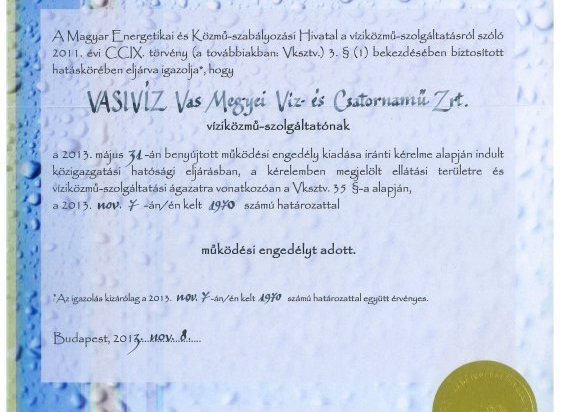 A Magyar Energetikai és Közmű-szabályozási Hivatal a víziközmű-szolgáltatásról szóló
2011. évi CCIX. törvény (a továbbiakban: Vksztv.) 3. § (1) bekezdésében biztosított
hatáskörében eljárva igazolja*, hogy
VASIVÍZ Vas Megyei Víz- és Csatornamű Zrt.
víziközmű-szolgáltatónak
a 2013. május 31-án benyújtott működési engedély kiadása iránti kérelme alapján indult
közigazgatási hatósági eljárásban, a kérelemben megjelölt ellátási területre és
víziközmű-szolgáltatási ágazatra vonatkozóan a Vksztv. 35 §-a alapján,
a 2013. nov. 7 -án/én kelt 1970 számú határozattal
működési engedélyt adott.
*Az igazolás kizárólag a 2013. nov. 7-án/én kelt 1970 számú határozattal együtt érvényes.
Budapest, 2013. nov. 8.